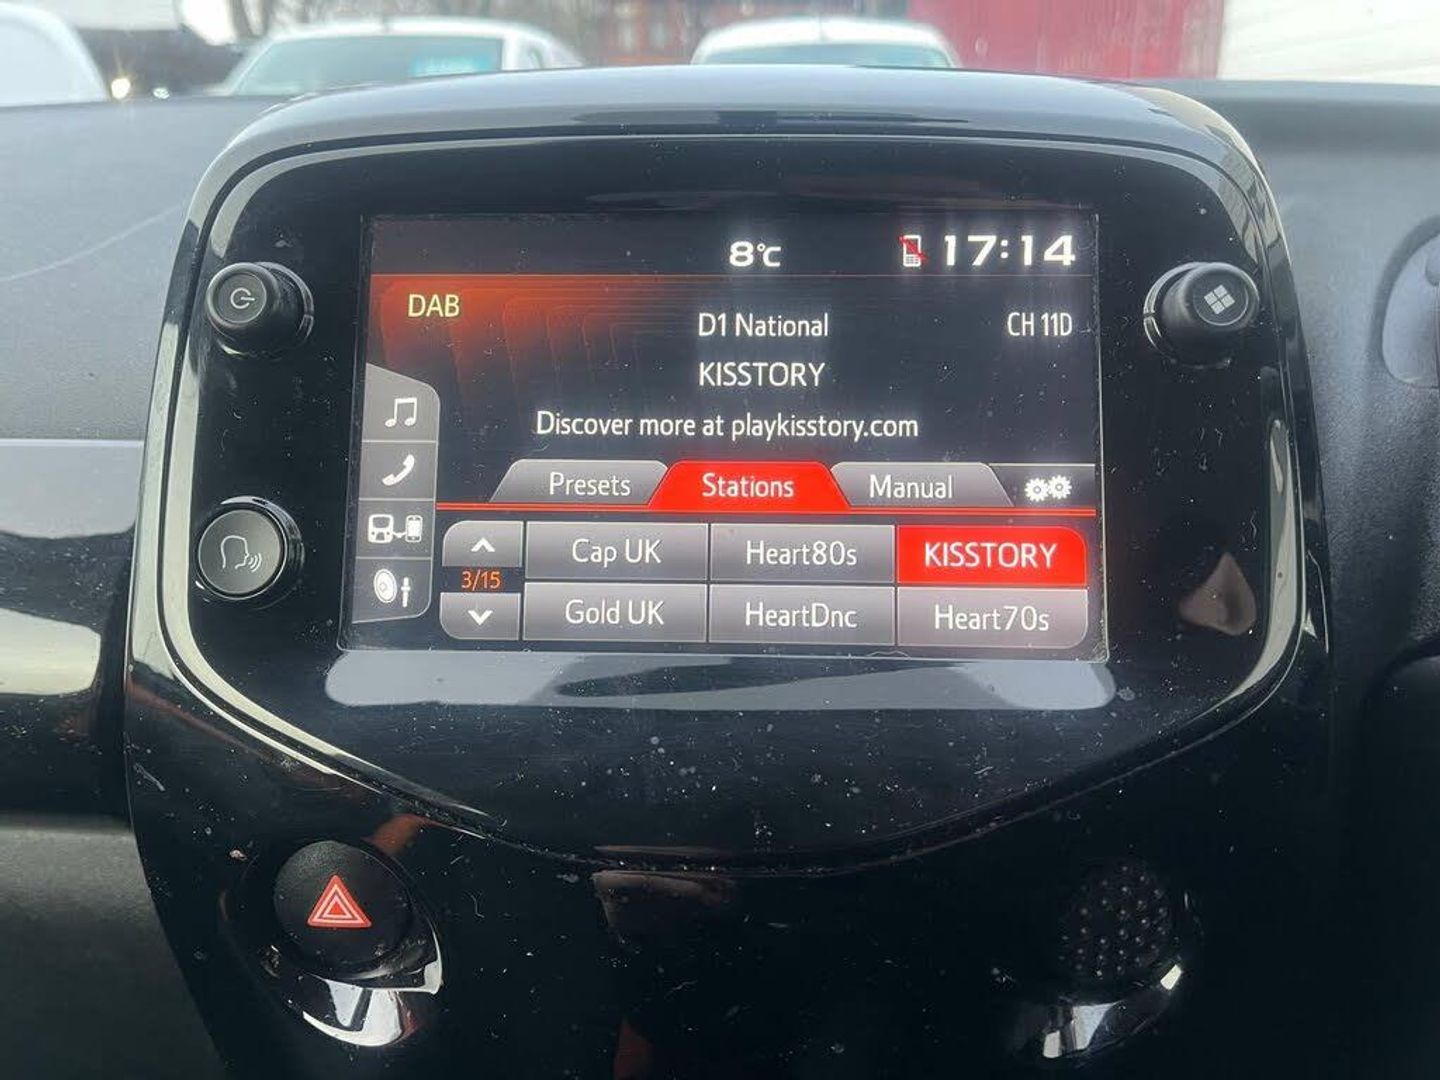 8°C 17:14
DAB
D1 National CH 11D
KISSTORY
Discover more at playkisstory.com
Presets Stations Manual
Cap UK Heart80s KISSTORY
3/15
Gold UK HeartDnc Heart70s